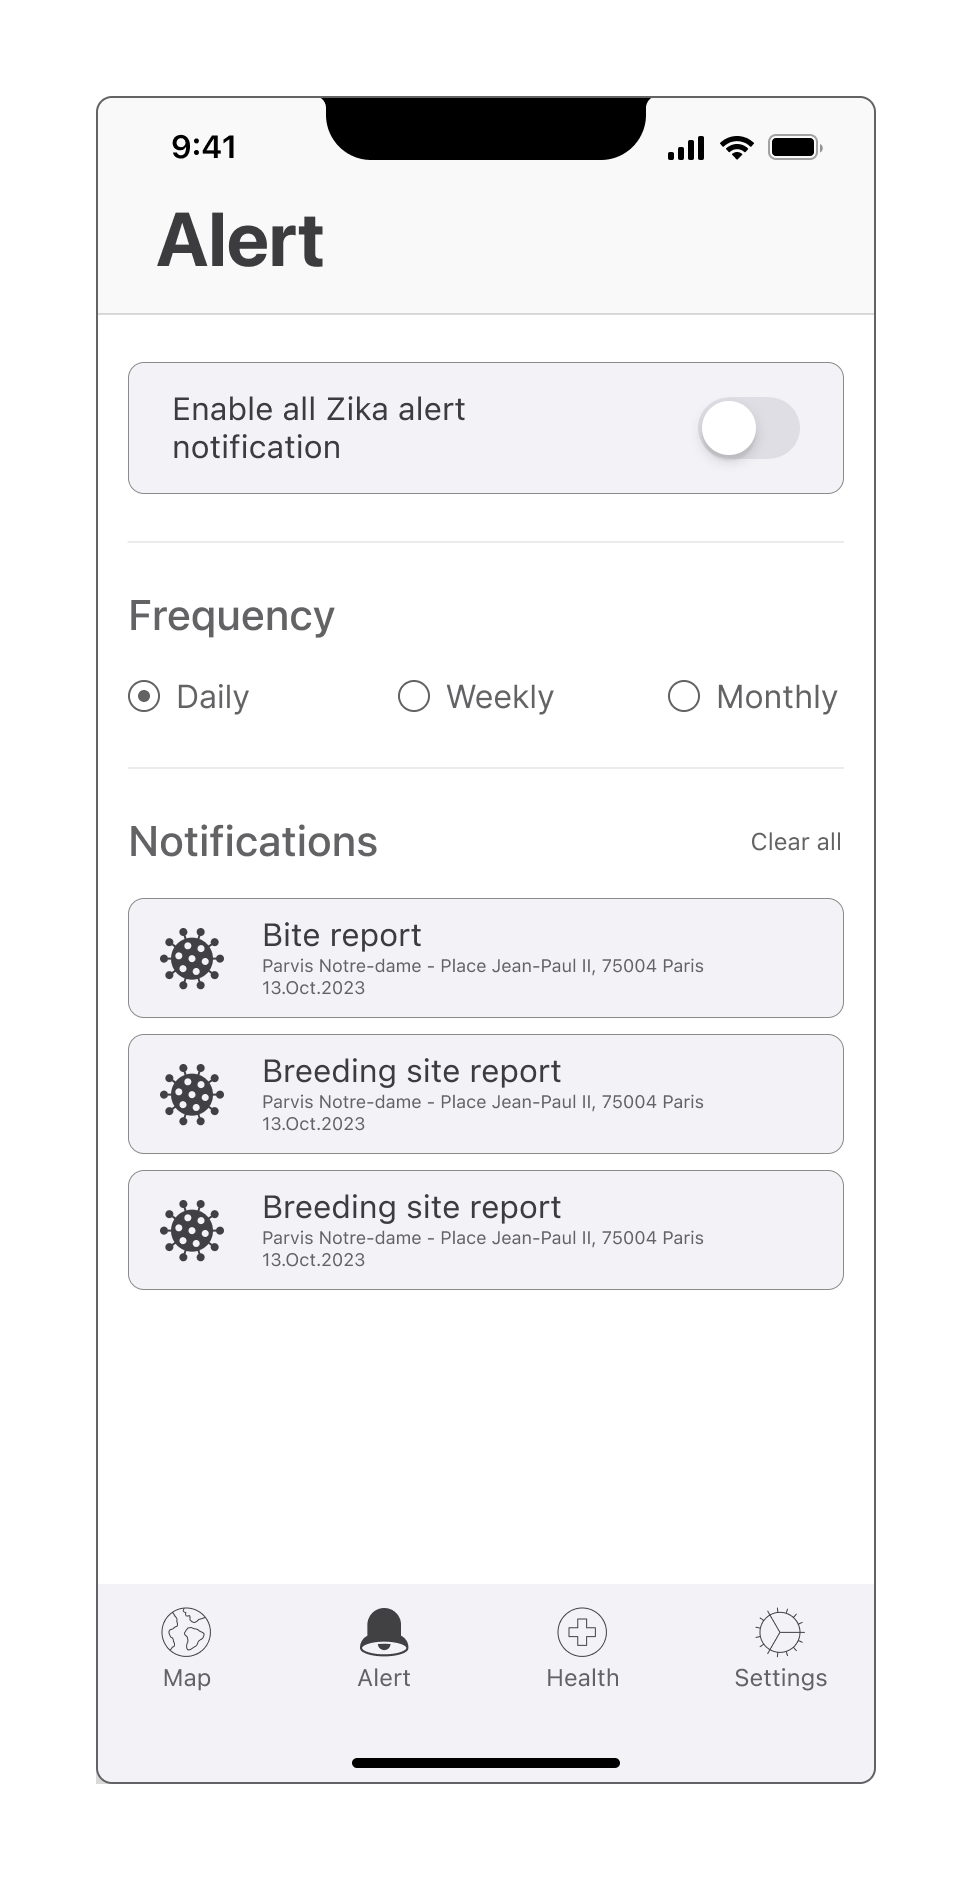 9:41
Alert
Enable all Zika alert
notification
Frequency
Daily
Weekly
Monthly
Notifications
Clear all
Bite report
Parvis Notre-dame - Place Jean-Paul II, 75004 Paris
13.Oct.2023
Breeding site report
Parvis Notre-dame - Place Jean-Paul II, 75004 Paris
13.Oct.2023
Breeding site report
Parvis Notre-dame - Place Jean-Paul II, 75004 Paris
13.Oct.2023
Map
Alert
Health
Settings